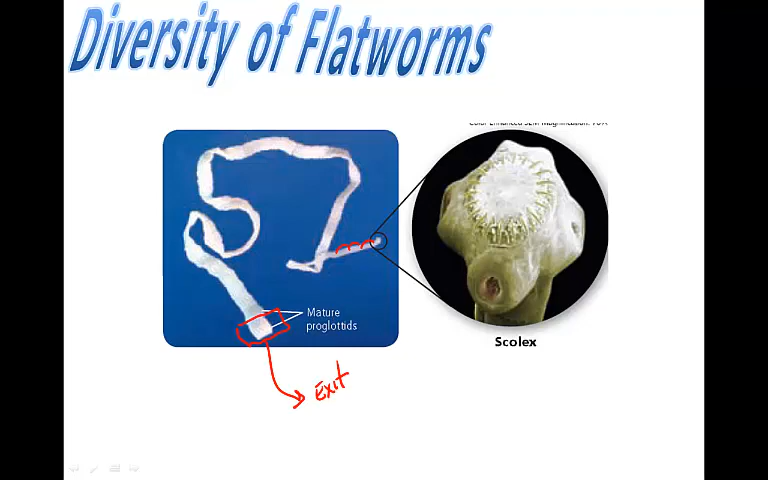 Diversity of Flatworms
Mature
proglottids
Scolex
Exit